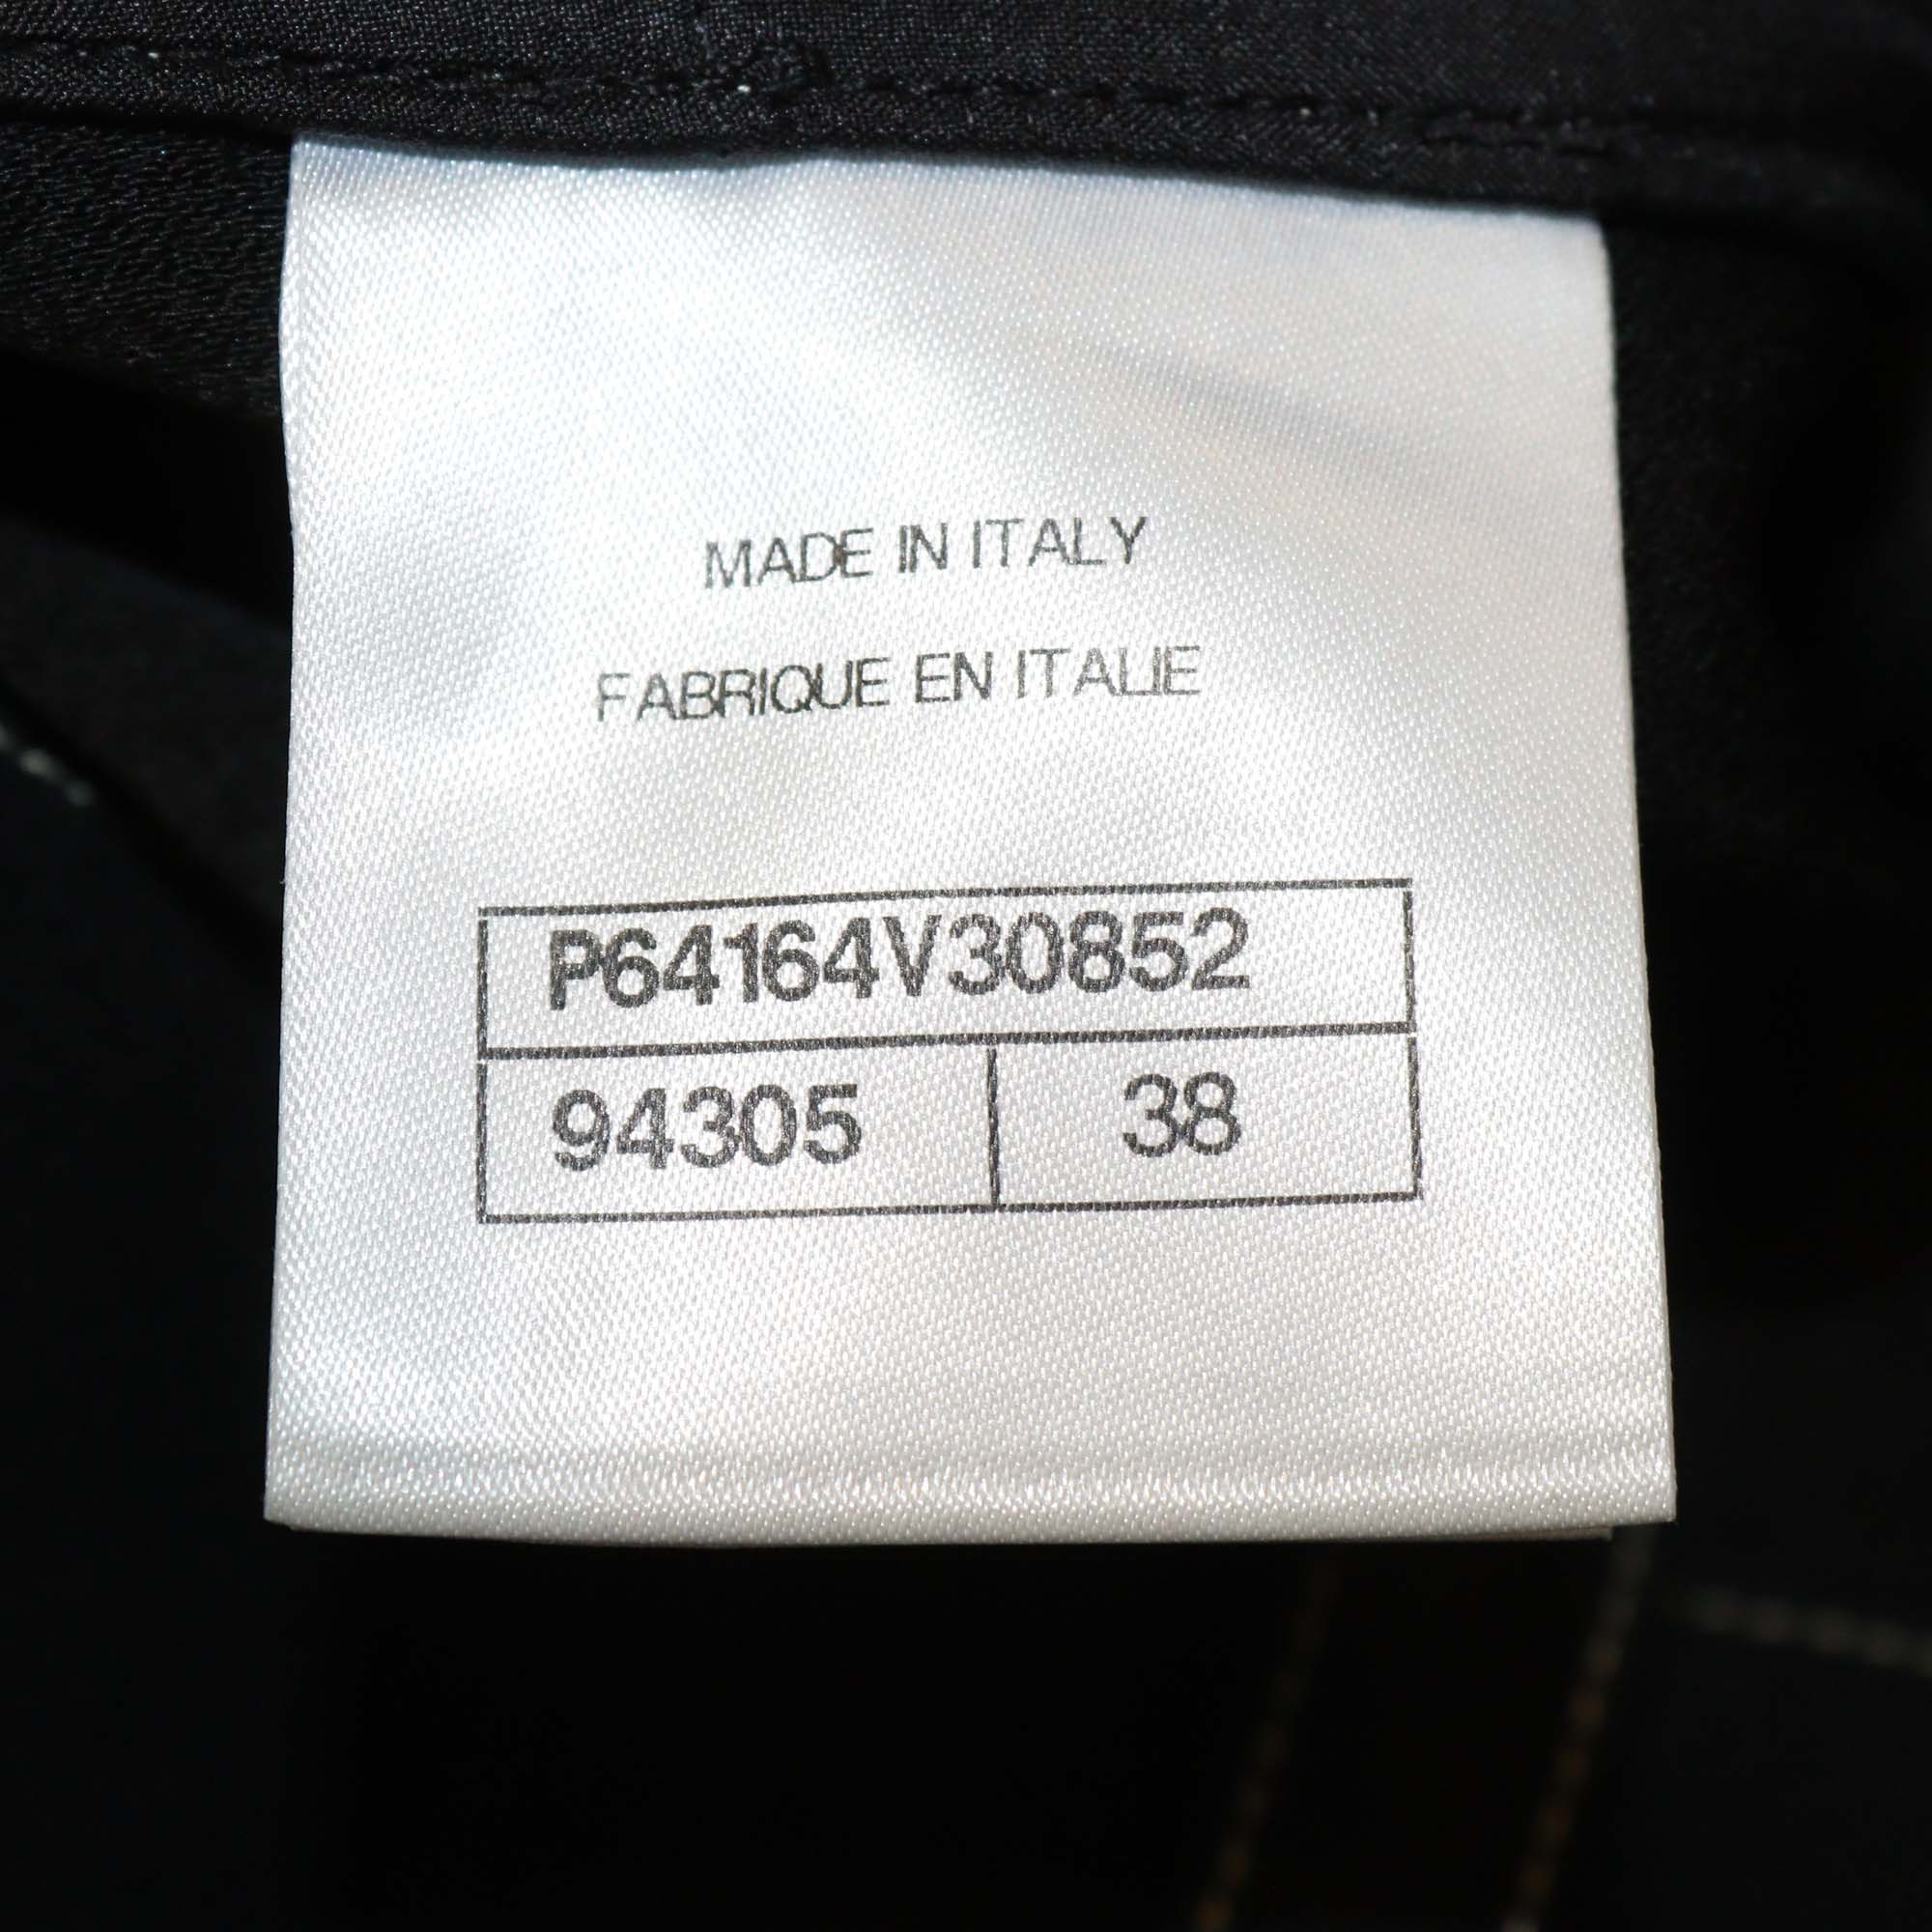 MADE IN ITALY
FABRIQUE EN ITALIE
P64164V30852
94305 38